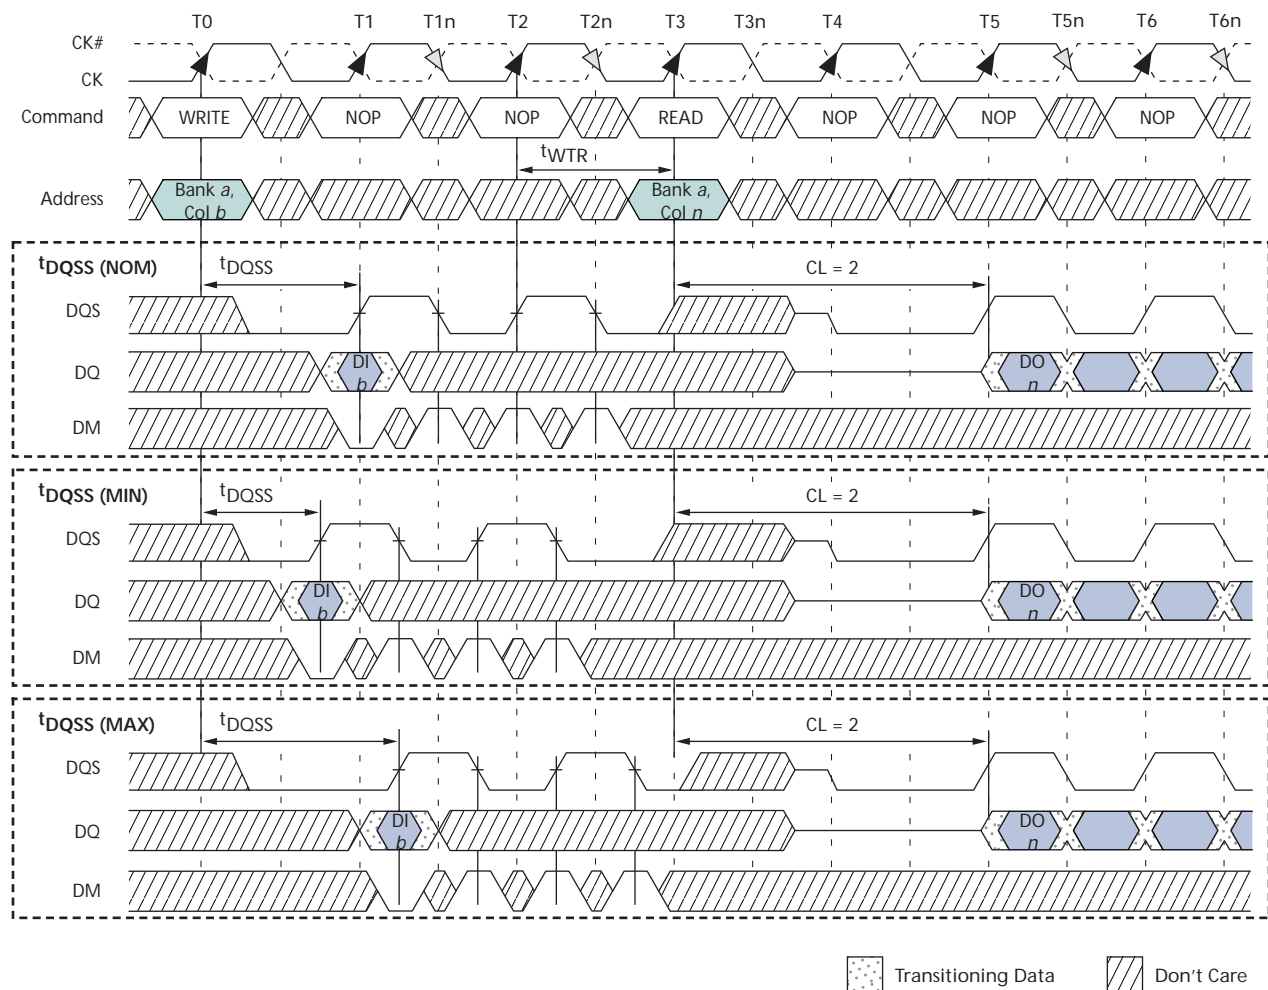 T0 T1 T1n T2 T2n T3 T3n T4 T5 T5n T6 T6n
CK#
CK
Command WRITE NOP NOP READ NOP NOP NOP
tWTR
Address Bank a, Col b Bank a, Col n
tDQSS (NOM) tDQSS CL = 2
DQS
DQ DI b DO n
DM
tDQSS (MIN) tDQSS CL = 2
DQS
DQ DI b DO n
DM
tDQSS (MAX) tDQSS CL = 2
DQS
DQ DI b DO n
DM
Transitioning Data Don't Care